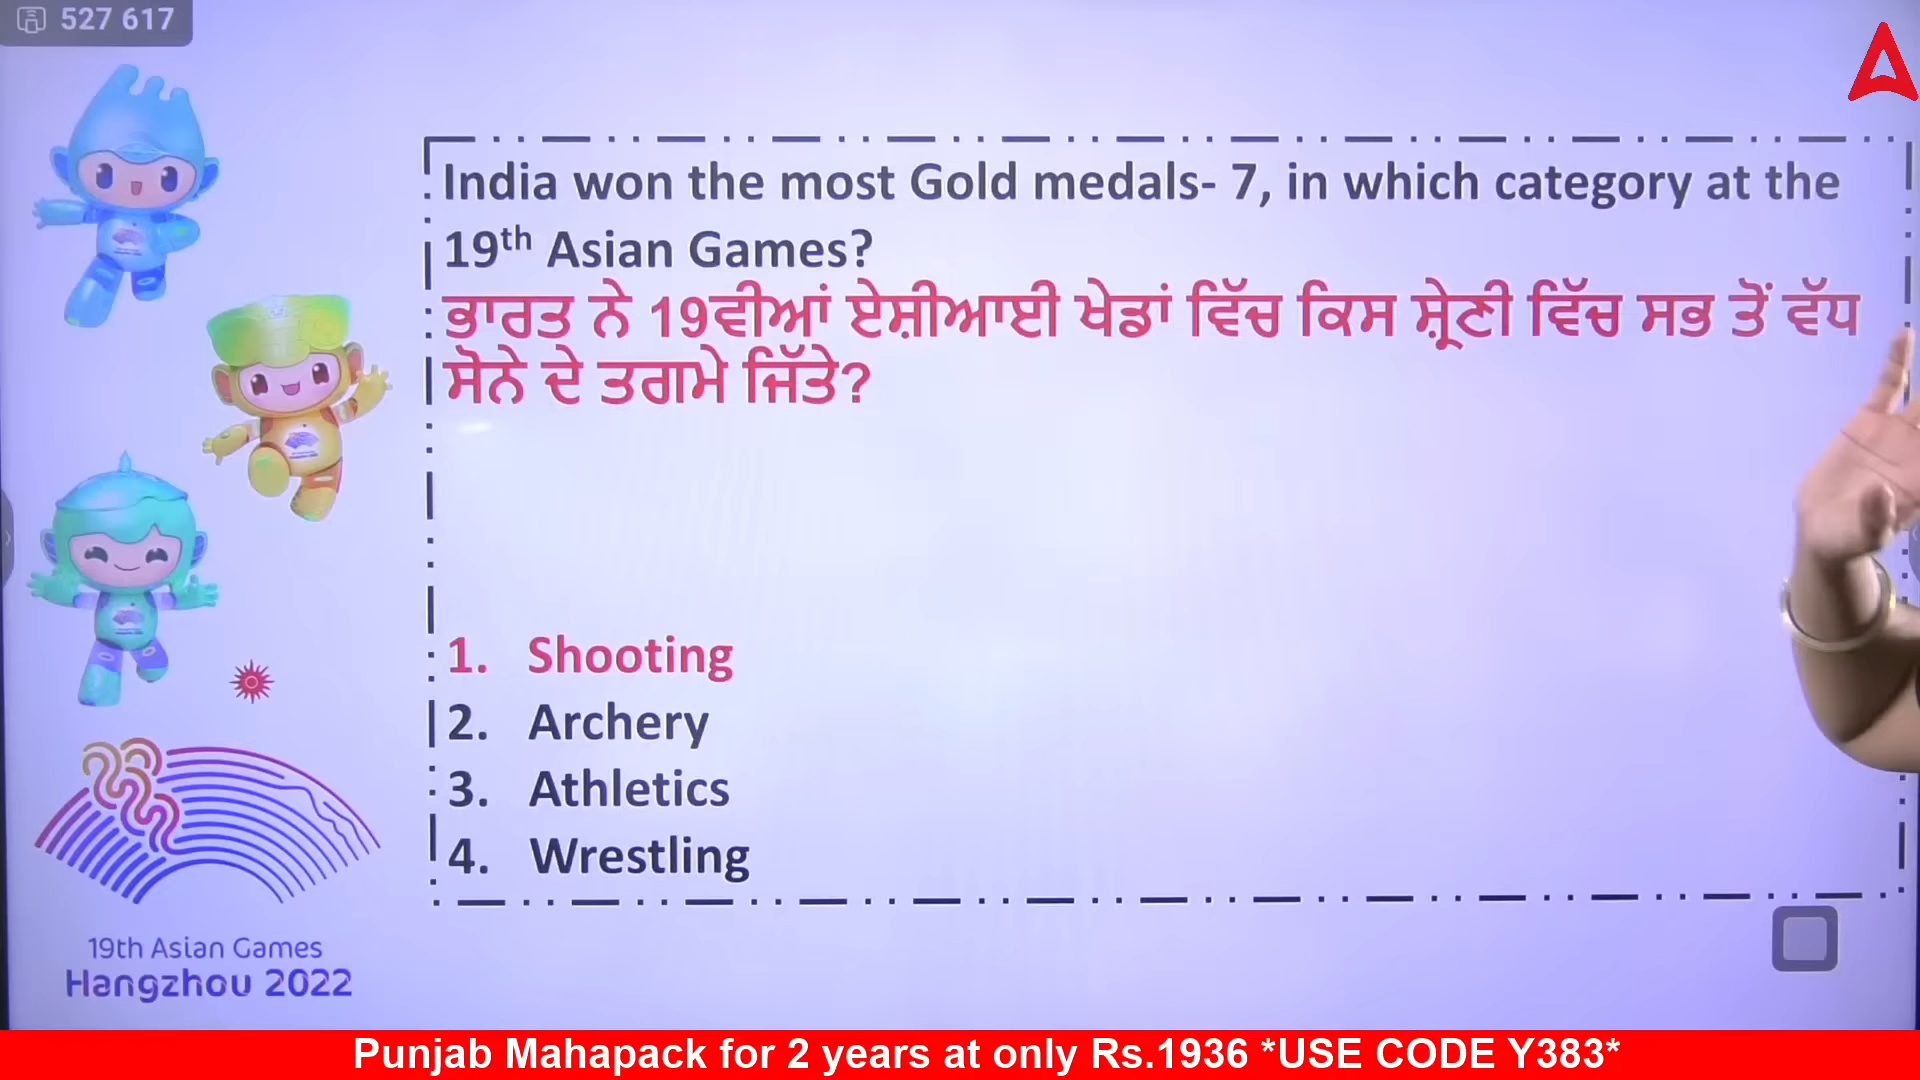 527 617
India won the most Gold medals- 7, in which category at the
19th Asian Games?
ਭਾਰਤ ਨੇ 19ਵੀਆਂ ਏਸ਼ੀਆਈ ਖੇਡਾਂ ਵਿੱਚ ਕਿਸ ਸ਼੍ਰੇਣੀ ਵਿੱਚ ਸਭ ਤੋਂ ਵੱਧ
ਸੋਨੇ ਦੇ ਤਗਮੇ ਜਿੱਤੇ?
1. Shooting
2. Archery
3. Athletics
4. Wrestling
19th Asian Games
Hangzhou 2022
Punjab Mahapack for 2 years at only Rs.1936 *USE CODE Y383*